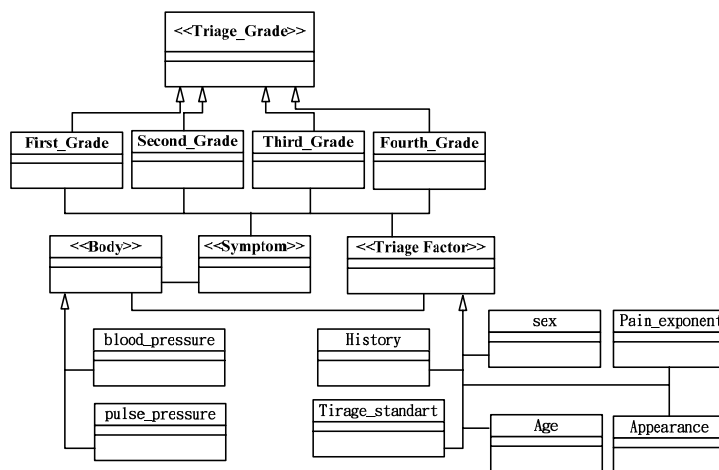 <<Triage_Grade>>
First_Grade
Second_Grade
Third_Grade
Fourth_Grade
<<Body>>
<<Symptom>>
<<Triage Factor>>
blood_pressure
History
sex
Pain_exponent
pulse_pressure
Tirage_standart
Age
Appearance